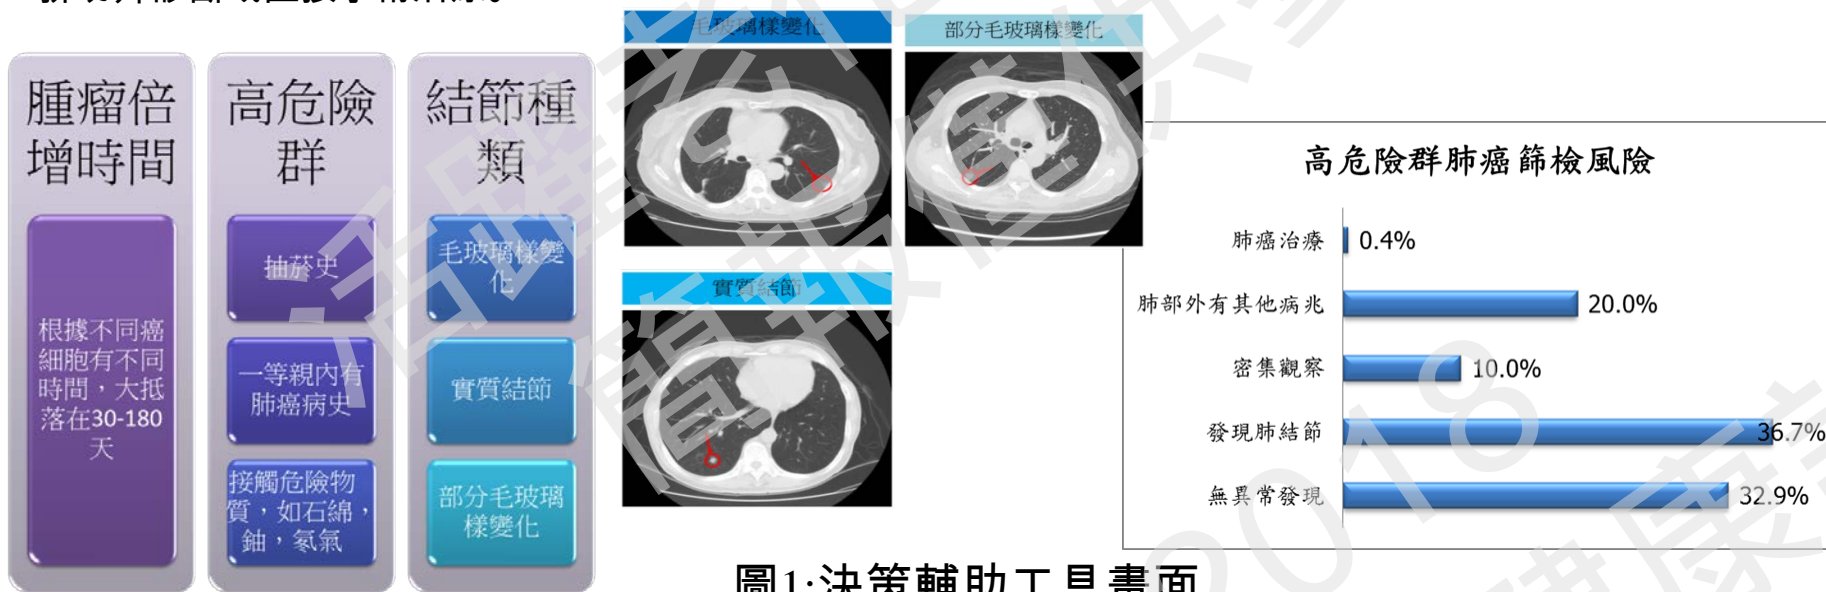 腫瘤倍
增時間
根據不同癌
細胞有不同
時間，大抵
落在30-180
天
高危險
群
抽菸史
一等親內有
肺癌病史
接觸危險物
質，如石綿，
鈾，氡氣
結節種
類
毛玻璃樣變
化
實質結節
部分毛玻璃
樣變化
毛玻璃樣變化
部分毛玻璃樣變化
實質結節
高危險群肺癌篩檢風險
肺癌治療 0.4%
肺部外有其他病兆 20.0%
密集觀察 10.0%
發現肺結節 36.7%
無異常發現 32.9%
圖1·決策輔助工具畫面
2018